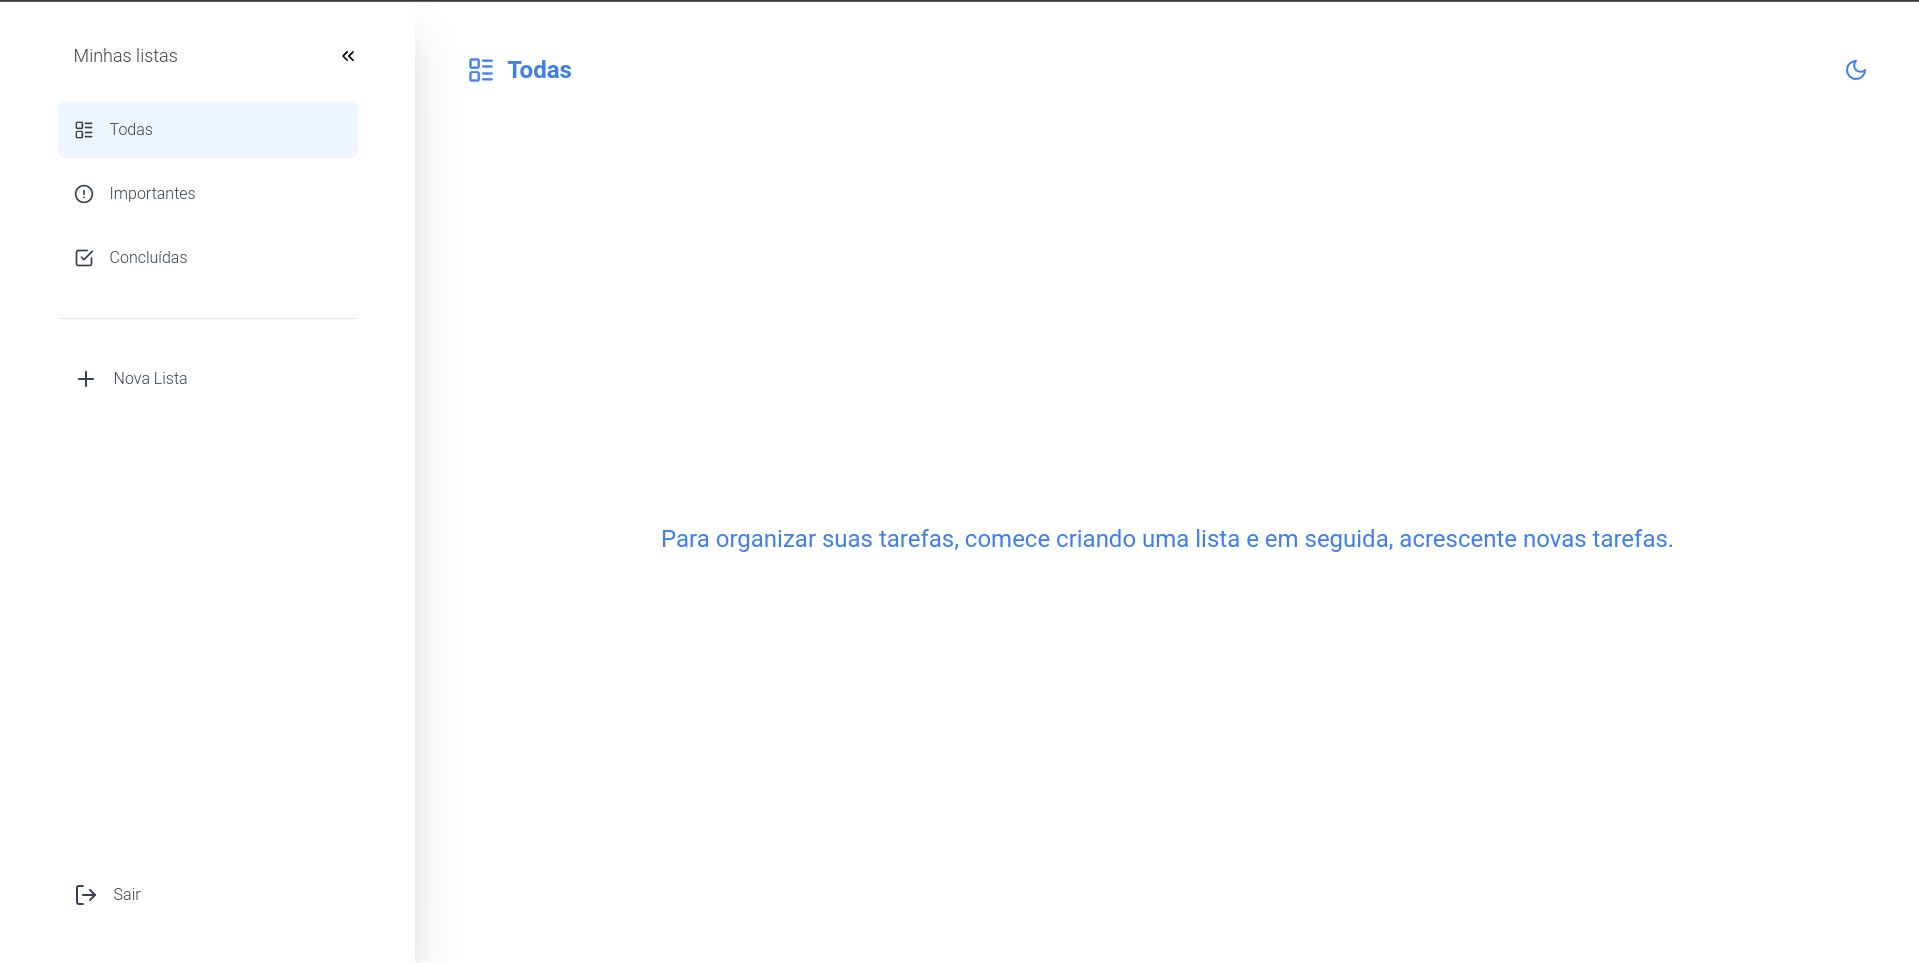 Minhas listas
Todas
Importantes
Concluídas
Nova Lista
Sair
Todas
Para organizar suas tarefas, comece criando uma lista e em seguida, acrescente novas tarefas.